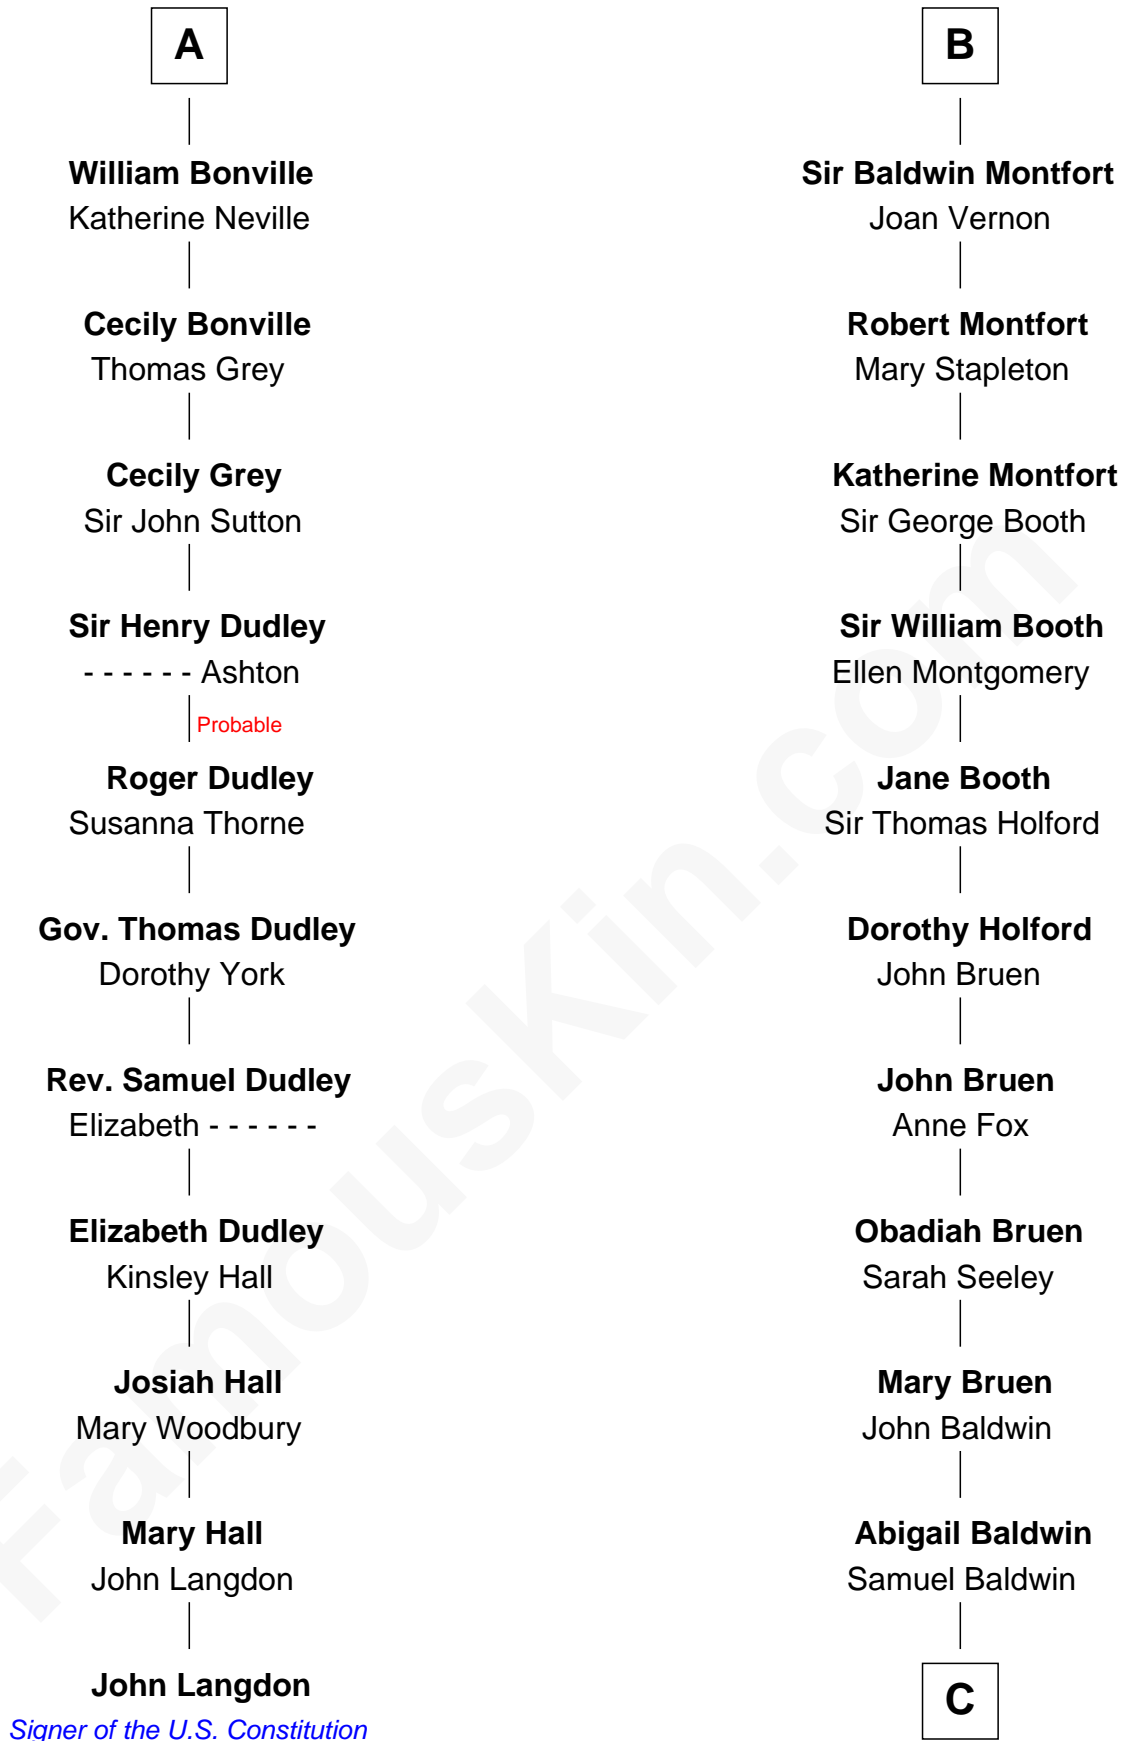 A
William Bonville
Katherine Neville
Cecily Bonville
Thomas Grey
Cecily Grey
Sir John Sutton
Sir Henry Dudley
- - - - - - Ashton
Probable
Roger Dudley
Susanna Thorne
Gov. Thomas Dudley
Dorothy York
Rev. Samuel Dudley
Elizabeth - - - - - -
Elizabeth Dudley
Kinsley Hall
Josiah Hall
Mary Woodbury
Mary Hall
John Langdon
John Langdon
Signer of the U.S. Constitution
B
Sir Baldwin Montfort
Joan Vernon
Robert Montfort
Mary Stapleton
Katherine Montfort
Sir George Booth
Sir William Booth
Ellen Montgomery
Jane Booth
Sir Thomas Holford
Dorothy Holford
John Bruen
John Bruen
Anne Fox
Obadiah Bruen
Sarah Seeley
Mary Bruen
John Baldwin
Abigail Baldwin
Samuel Baldwin
C
FamousKin.com